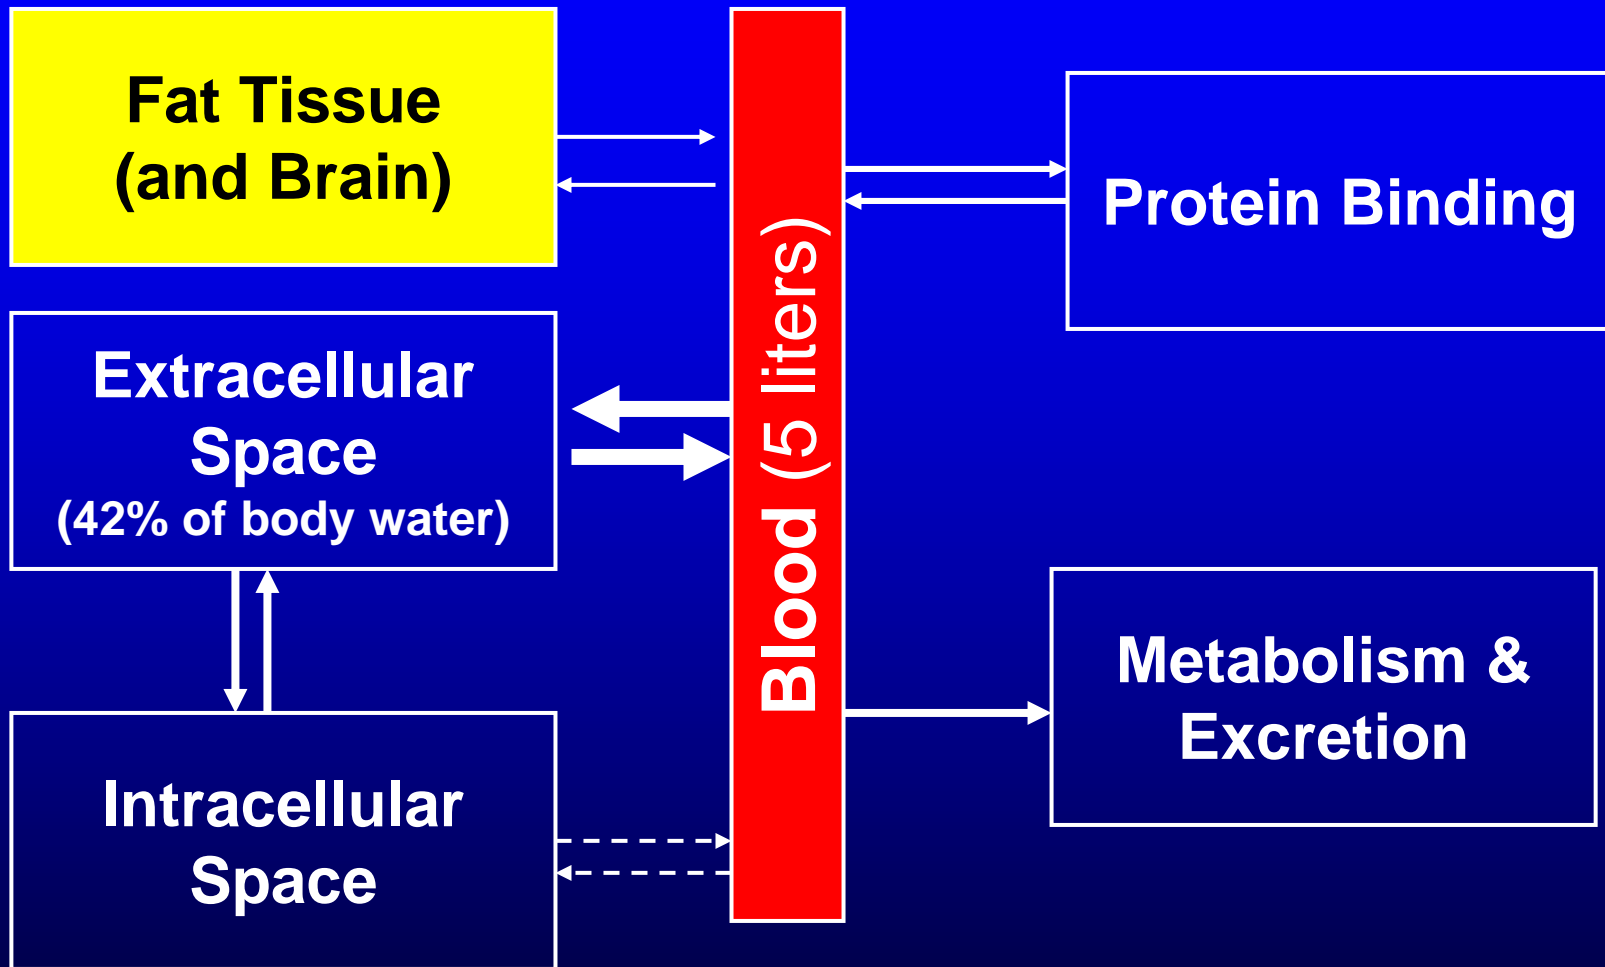 Fat Tissue
(and Brain)
Extracellular
Space
(42% of body water)
Intracellular
Space
Blood (5 liters)
Protein Binding
Metabolism &
Excretion